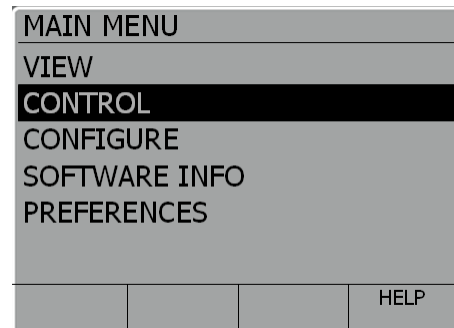 MAIN MENU
VIEW
CONTROL
CONFIGURE
SOFTWARE INFO
PREFERENCES
HELP